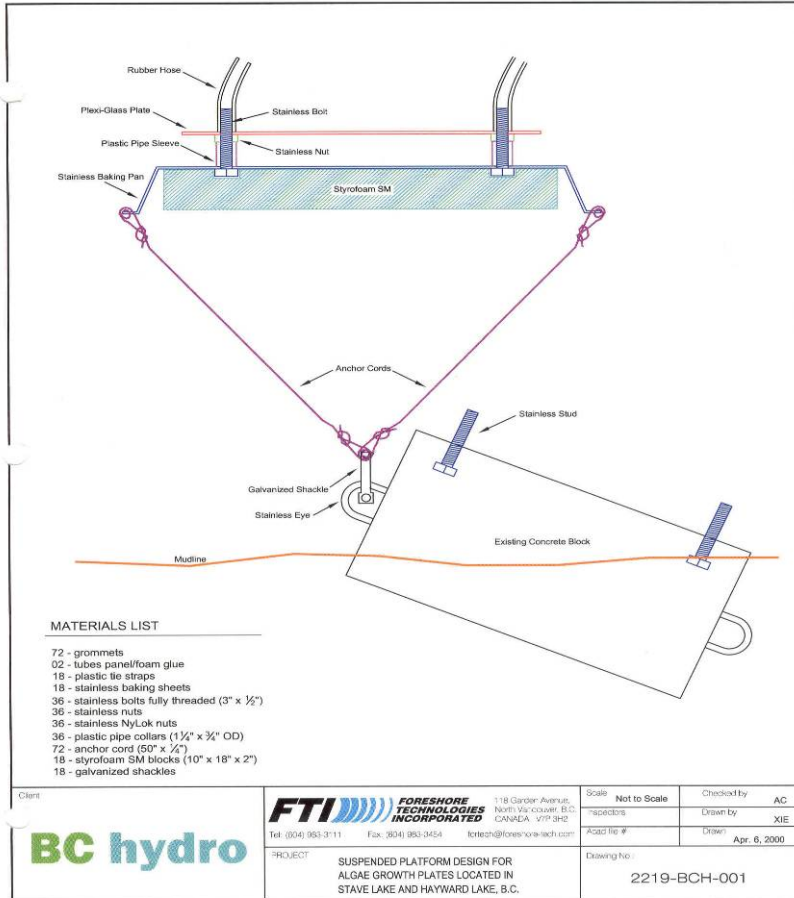 Rubber Hose
Plexi-Glass Plate
Stainless Bolt
Plastic Pipe Sleeve
Stainless Nut
Stainless Baking Pan
Styrofoam SM
Anchor Cords
Stainless Stud
Galvanized Shackle
Stainless Eye
Existing Concrete Block
Mudline
MATERIALS LIST
72 - grommets
02 - tubes panel/foam glue
18 - plastic tie straps
18 - stainless baking sheets
36 - stainless bolts fully threaded (3" x ½")
36 - stainless nuts
36 - stainless NyLok nuts
36 - plastic pipe collars (1¼" x ¾" OD)
72 - anchor cord (50" x ¼")
18 - styrofoam SM blocks (10" x 18" x 2")
18 - galvanized shackles
Client
BC hydro
FTI FORESHORE
TECHNOLOGIES
INCORPORATED
118 Garden Avenue,
North Vancouver, B.C.
CANADA V7P 3H2
Tel: (604) 983-3111 Fax: (604) 983-3454 fortech@foreshore-tech.com
PROJECT
SUSPENDED PLATFORM DESIGN FOR
ALGAE GROWTH PLATES LOCATED IN
STAVE LAKE AND HAYWARD LAKE, B.C.
Scale Not to Scale
Checked by AC
Inspectors
Drawn by XIE
Acad file #
Drawn Apr. 6, 2000
Drawing No :
2219-BCH-001